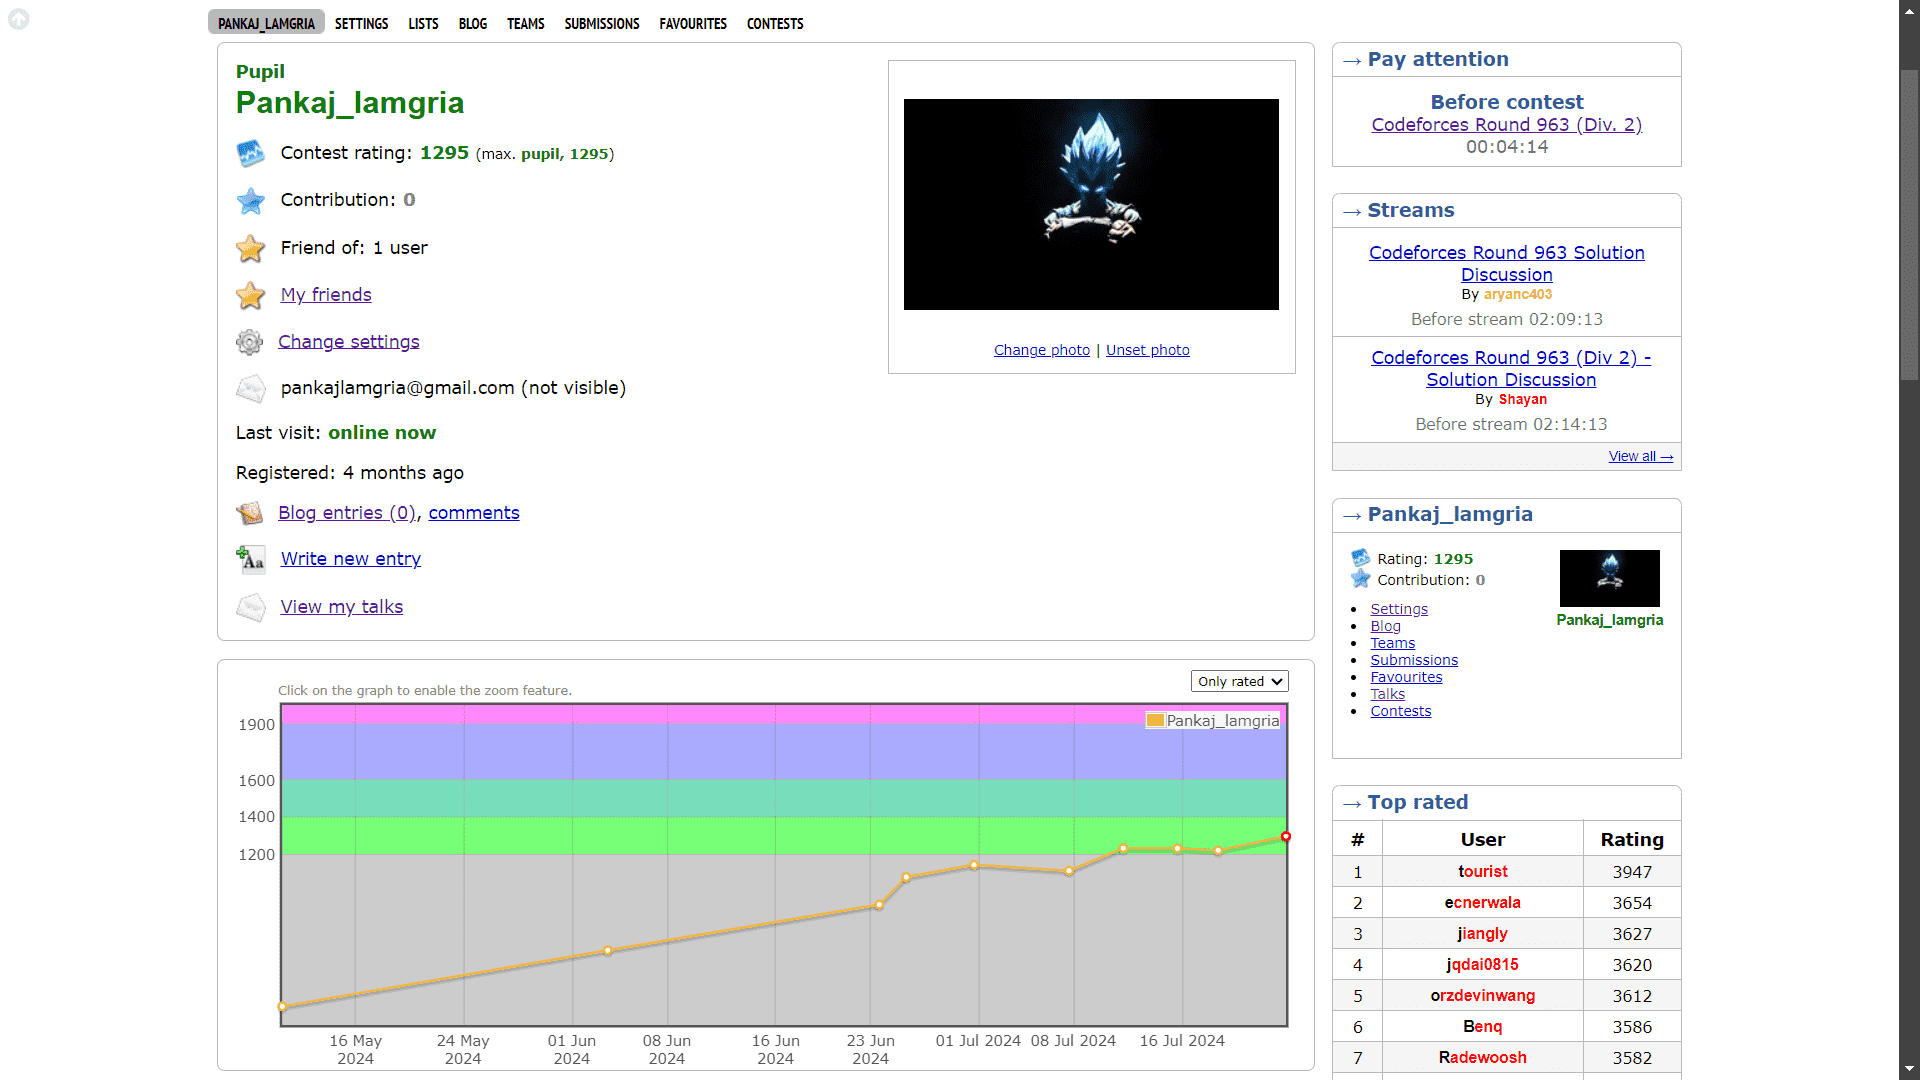 PANKAJ_LAMGRIA SETTINGS LISTS BLOG TEAMS SUBMISSIONS FAVOURITES CONTESTS
Pupil
Pankaj_lamgria
Contest rating: 1295 (max. pupil, 1295)
Contribution: 0
Friend of: 1 user
My friends
Change settings
pankajlamgria@gmail.com (not visible)
Last visit: online now
Registered: 4 months ago
Blog entries (0), comments
Write new entry
Aa
View my talks
Change photo | Unset photo
Click on the graph to enable the zoom feature.
Only rated
Pankaj_lamgria
1900
1600
1400
1200
16 May 24 May 01 Jun 08 Jun 16 Jun 23 Jun 01 Jul 2024 08 Jul 2024 16 Jul 2024
2024 2024 2024 2024 2024 2024
→ Pay attention
Before contest
Codeforces Round 963 (Div. 2)
00:04:14
→ Streams
Codeforces Round 963 Solution
Discussion
By aryanc403
Before stream 02:09:13
Codeforces Round 963 (Div 2) -
Solution Discussion
By Shayan
Before stream 02:14:13
View all →
→ Pankaj_lamgria
Rating: 1295
Contribution: 0
Settings
Blog
Teams
Submissions
Favourites
Talks
Contests
Pankaj_lamgria
→ Top rated
# User Rating
1 tourist 3947
2 ecnerwala 3654
3 jiangly 3627
4 jqdai0815 3620
5 orzdevinwang 3612
6 Benq 3586
7 Radewoosh 3582